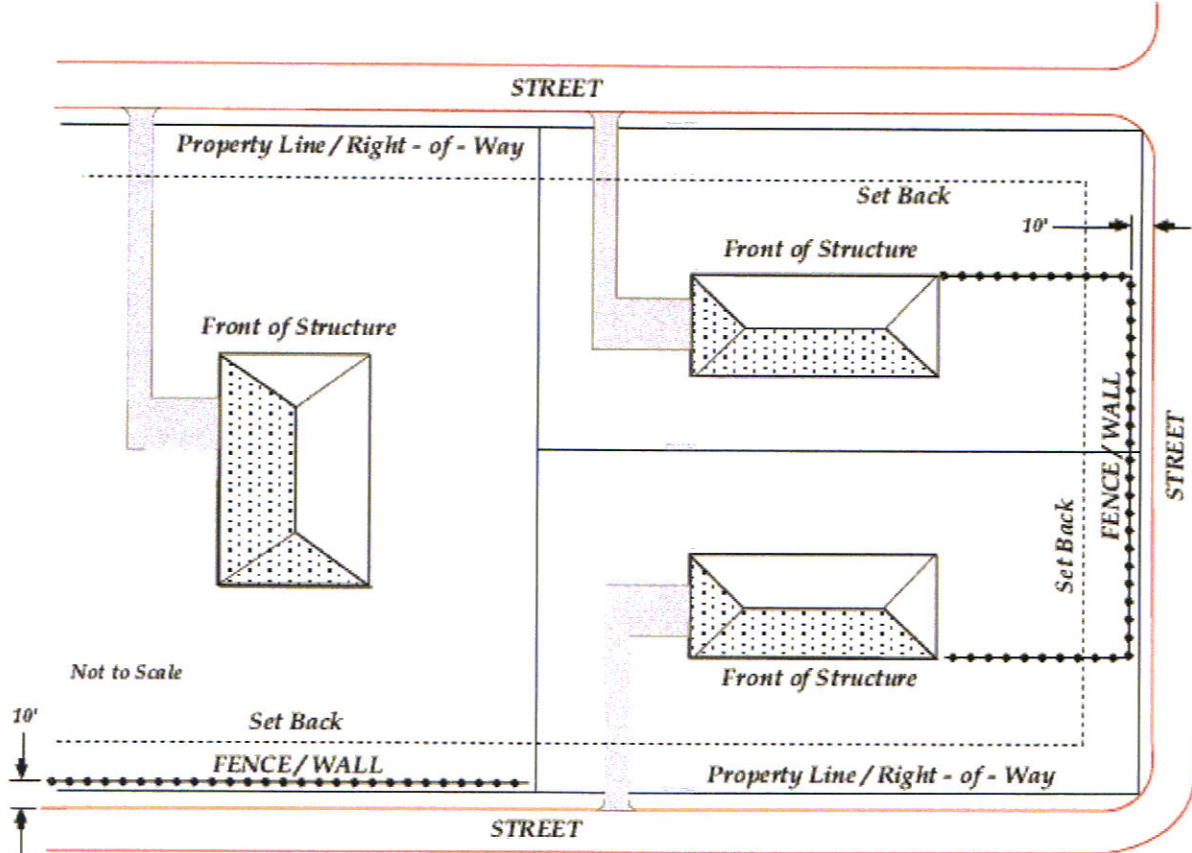 STREET
Property Line / Right - of - Way
Set Back
10'
Front of Structure
Front of Structure
FENCE/WALL
STREET
Set Back
Not to Scale
Front of Structure
10'
Set Back
FENCE/WALL
Property Line / Right - of - Way
STREET